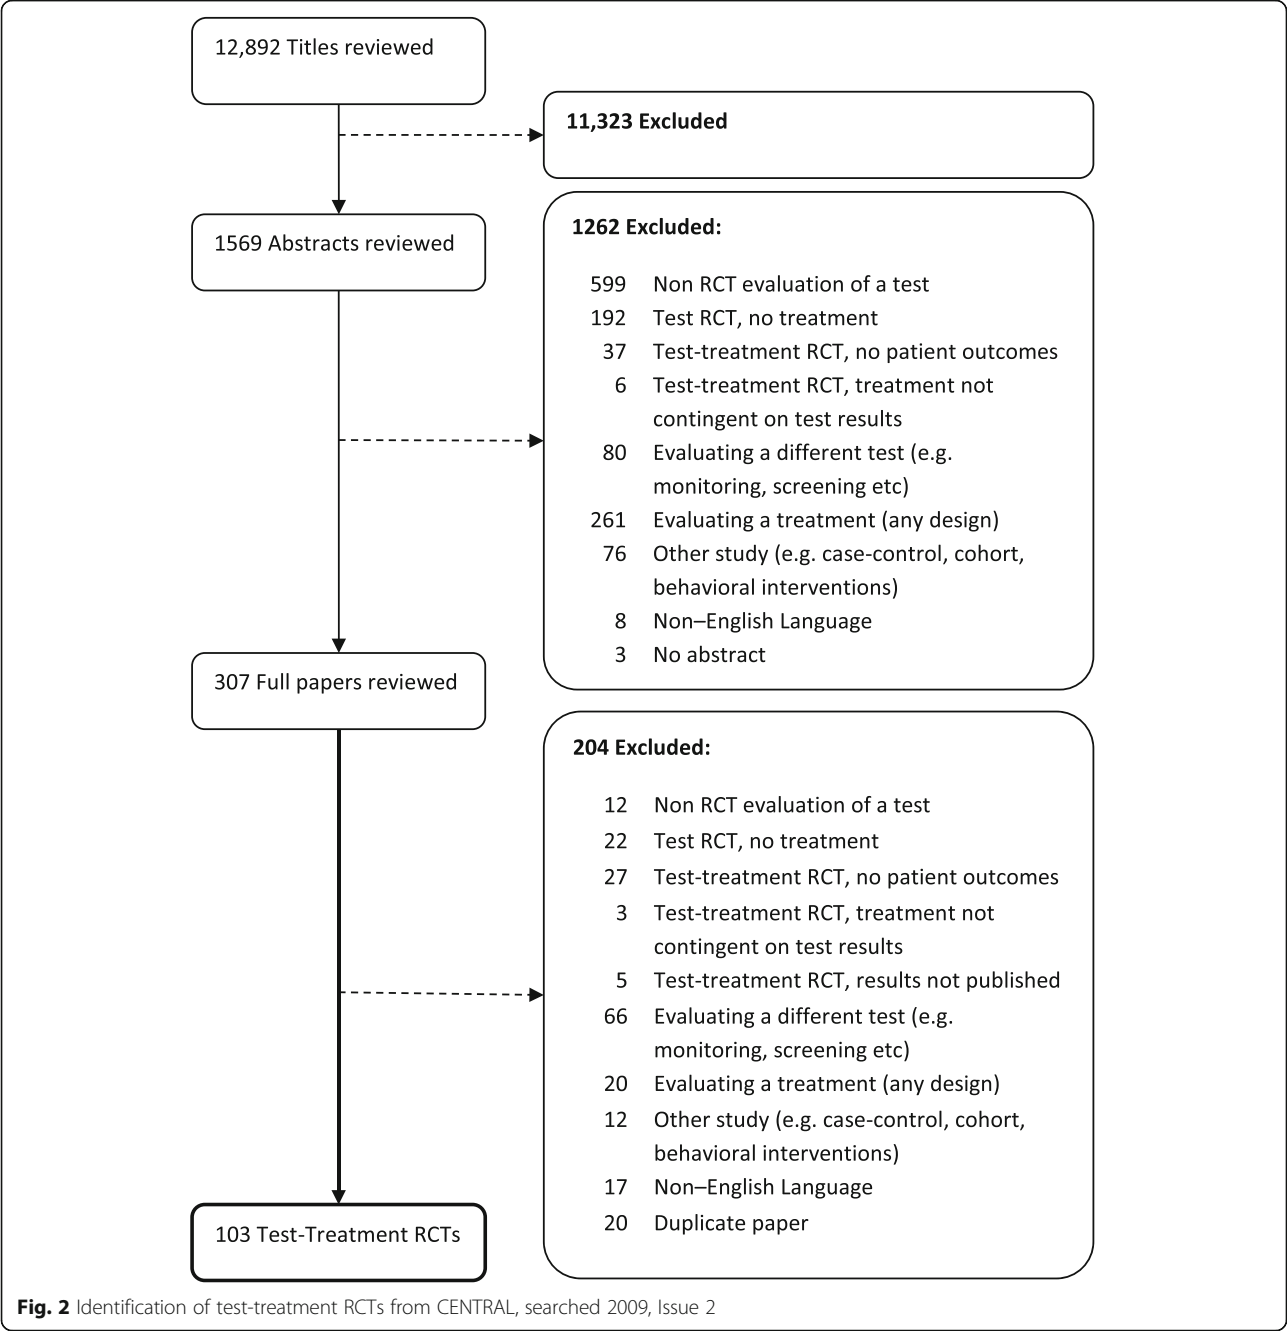 12,892 Titles reviewed
11,323 Excluded
1569 Abstracts reviewed
1262 Excluded:
599 Non RCT evaluation of a test
192 Test RCT, no treatment
37 Test-treatment RCT, no patient outcomes
6 Test-treatment RCT, treatment not
contingent on test results
80 Evaluating a different test (e.g.
monitoring, screening etc)
261 Evaluating a treatment (any design)
76 Other study (e.g. case-control, cohort,
behavioral interventions)
8 Non–English Language
3 No abstract
307 Full papers reviewed
204 Excluded:
12 Non RCT evaluation of a test
22 Test RCT, no treatment
27 Test-treatment RCT, no patient outcomes
3 Test-treatment RCT, treatment not
contingent on test results
5 Test-treatment RCT, results not published
66 Evaluating a different test (e.g.
monitoring, screening etc)
20 Evaluating a treatment (any design)
12 Other study (e.g. case-control, cohort,
behavioral interventions)
17 Non–English Language
20 Duplicate paper
103 Test-Treatment RCTs
Fig. 2 Identification of test-treatment RCTs from CENTRAL, searched 2009, Issue 2